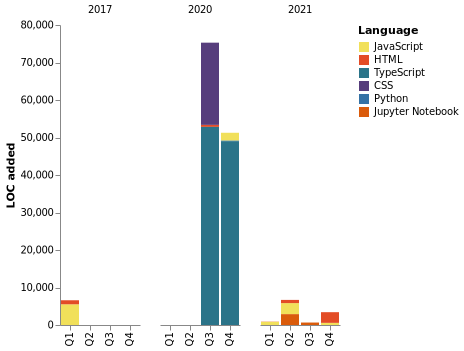 2017 2020 2021
Language
JavaScript
HTML
TypeScript
CSS
Python
Jupyter Notebook
LOC added
80,000
70,000
60,000
50,000
40,000
30,000
20,000
10,000
0
Q1 Q2 Q3 Q4 Q1 Q2 Q3 Q4 Q1 Q2 Q3 Q4